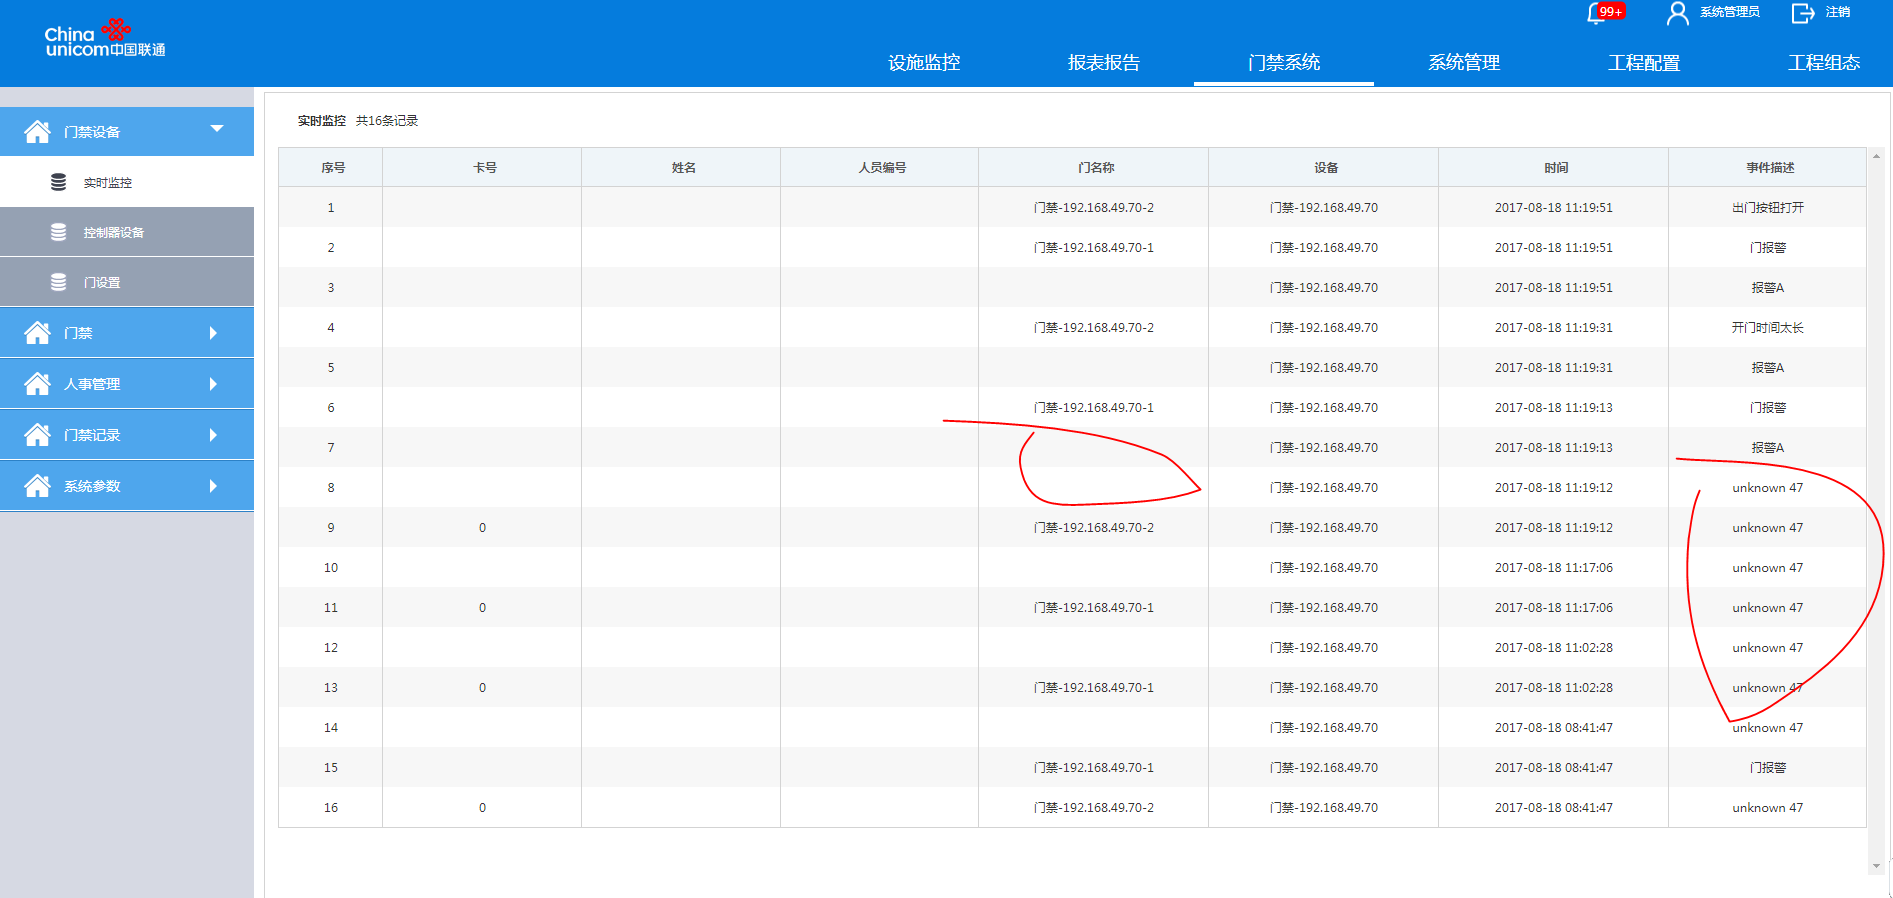 China
unicom中国联通
99+ 系统管理员 注销
设施监控 报表报告 门禁系统 系统管理 工程配置 工程组态
门禁设备
实时监控
控制器设备
门设置
门禁
人事管理
门禁记录
系统参数
实时监控 共16条记录
序号 卡号 姓名 人员编号 门名称 设备 时间 事件描述
1 门禁-192.168.49.70-2 门禁-192.168.49.70 2017-08-18 11:19:51 出门按钮打开
2 门禁-192.168.49.70-1 门禁-192.168.49.70 2017-08-18 11:19:51 门报警
3 门禁-192.168.49.70 2017-08-18 11:19:51 报警A
4 门禁-192.168.49.70-2 门禁-192.168.49.70 2017-08-18 11:19:31 开门时间太长
5 门禁-192.168.49.70 2017-08-18 11:19:31 报警A
6 门禁-192.168.49.70-1 门禁-192.168.49.70 2017-08-18 11:19:13 门报警
7 门禁-192.168.49.70 2017-08-18 11:19:13 报警A
8 门禁-192.168.49.70 2017-08-18 11:19:12 unknown 47
9 0 门禁-192.168.49.70-2 门禁-192.168.49.70 2017-08-18 11:19:12 unknown 47
10 门禁-192.168.49.70 2017-08-18 11:17:06 unknown 47
11 0 门禁-192.168.49.70-1 门禁-192.168.49.70 2017-08-18 11:17:06 unknown 47
12 门禁-192.168.49.70 2017-08-18 11:02:28 unknown 47
13 0 门禁-192.168.49.70-1 门禁-192.168.49.70 2017-08-18 11:02:28 unknown 47
14 门禁-192.168.49.70 2017-08-18 08:41:47 unknown 47
15 门禁-192.168.49.70-1 门禁-192.168.49.70 2017-08-18 08:41:47 门报警
16 0 门禁-192.168.49.70-2 门禁-192.168.49.70 2017-08-18 08:41:47 unknown 47